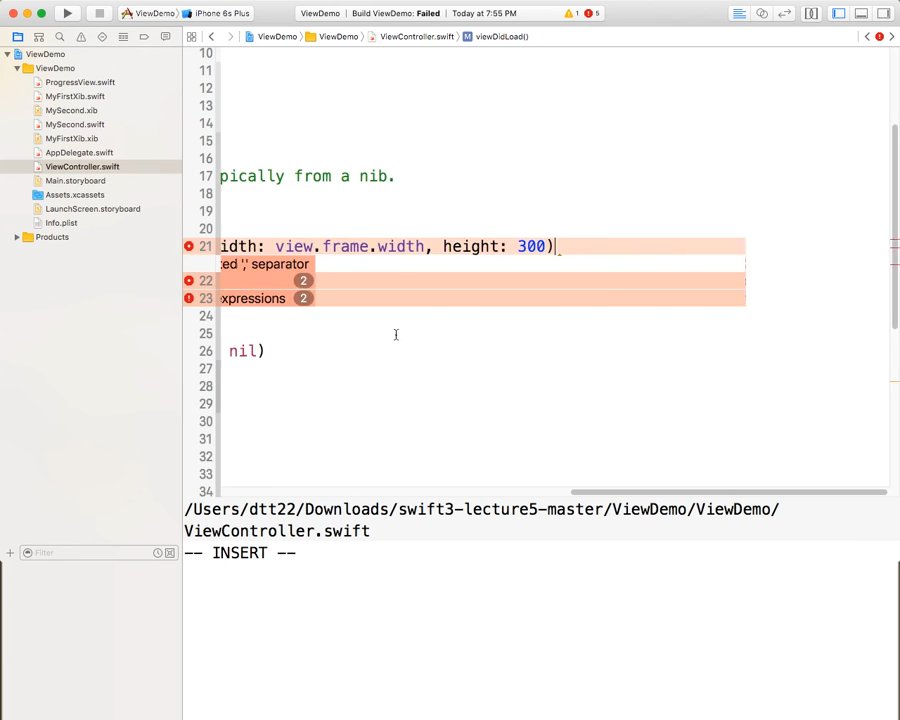 ViewDemo iPhone 6s Plus ViewDemo | Build ViewDemo: Failed | Today at 7:55 PM 1 5
ViewDemo ViewDemo ViewController.swift M viewDidLoad()
ViewDemo
ViewDemo
ProgressView.swift
MyFirstXib.swift
MySecond.xib
MySecond.swift
MyFirstXib.xib
AppDelegate.swift
ViewController.swift
Main.storyboard
Assets.xcassets
LaunchScreen.storyboard
Info.plist
Products
Filter
10
11
12
13
14
15
16
17 pically from a nib.
18
19
20
21 idth: view.frame.width, height: 300)
ted ',' separator
22 2
23 expressions 2
24
25
26 nil)
27
28
29
30
31
32
33
34
/Users/dtt22/Downloads/swift3-lecture5-master/ViewDemo/ViewDemo/
ViewController.swift
-- INSERT --